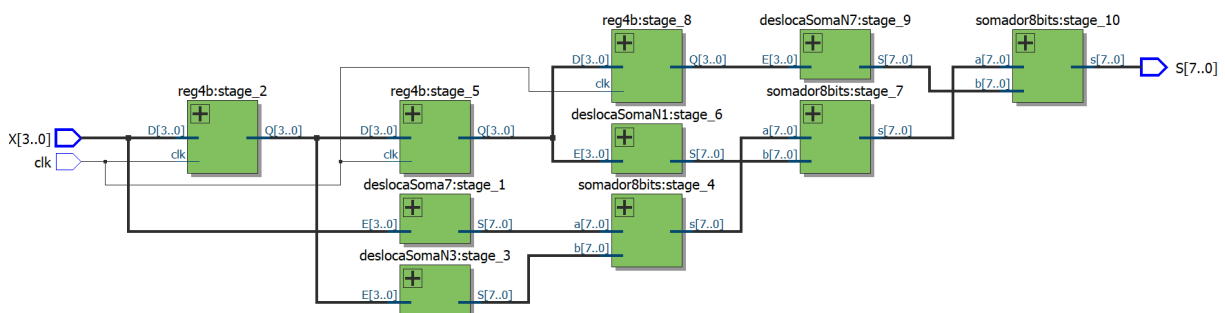 reg4b:stage_8
deslocaSomaN7:stage_9
somador8bits:stage_10
D[3..0] Q[3..0] E[3..0] S[7..0] a[7..0] s[7..0] S[7..0]
clk b[7..0]
reg4b:stage_2 reg4b:stage_5 somador8bits:stage_7
deslocaSomaN1:stage_6
X[3..0] D[3..0] Q[3..0] D[3..0] Q[3..0] a[7..0] s[7..0]
clk clk clk E[3..0] S[7..0] b[7..0]
deslocaSoma7:stage_1 somador8bits:stage_4
E[3..0] S[7..0] a[7..0] s[7..0]
b[7..0]
deslocaSomaN3:stage_3
E[3..0] S[7..0]